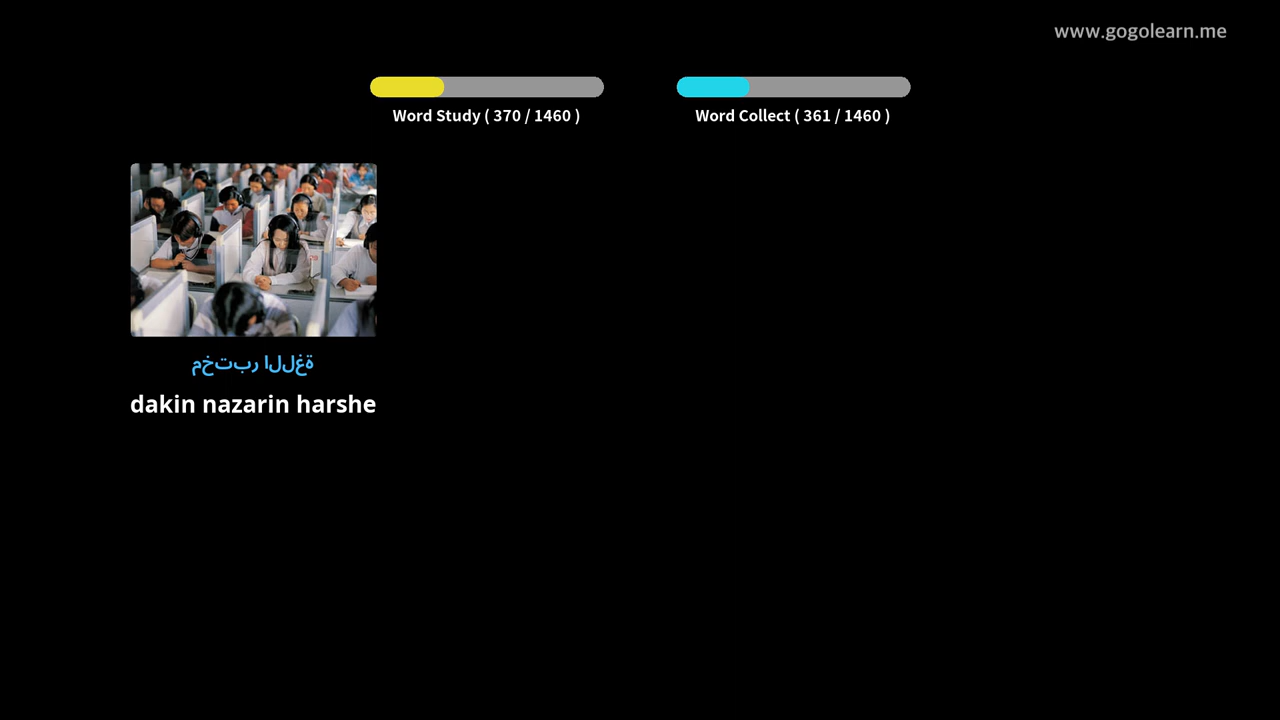 www.gogolearn.me
Word Study ( 370 / 1460 )
Word Collect ( 361 / 1460 )
مختبر اللغة
dakin nazarin harshe